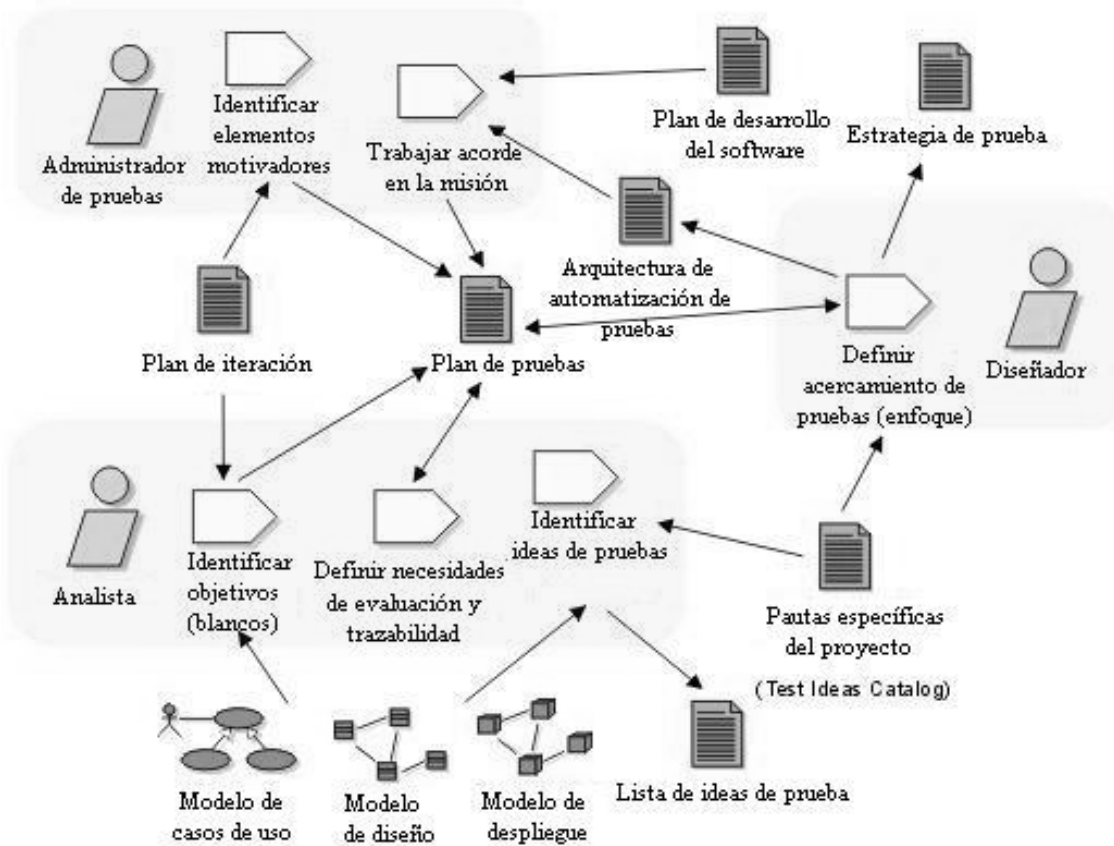 Identificar
elementos
motivadores
Administrador
de pruebas
Trabajar acorde
en la misión
Plan de desarrollo
del software
Estrategia de prueba
Arquitectura de
automatización de
pruebas
Plan de iteración
Plan de pruebas
Definir
acercamiento de
pruebas (enfoque)
Diseñador
Analista
Identificar
objetivos
(blancos)
Definir necesidades
de evaluación y
trazabilidad
Identificar
ideas de pruebas
Pautas específicas
del proyecto
(Test Ideas Catalog)
Modelo de
casos de uso
Modelo
de diseño
Modelo de
despliegue
Lista de ideas de prueba